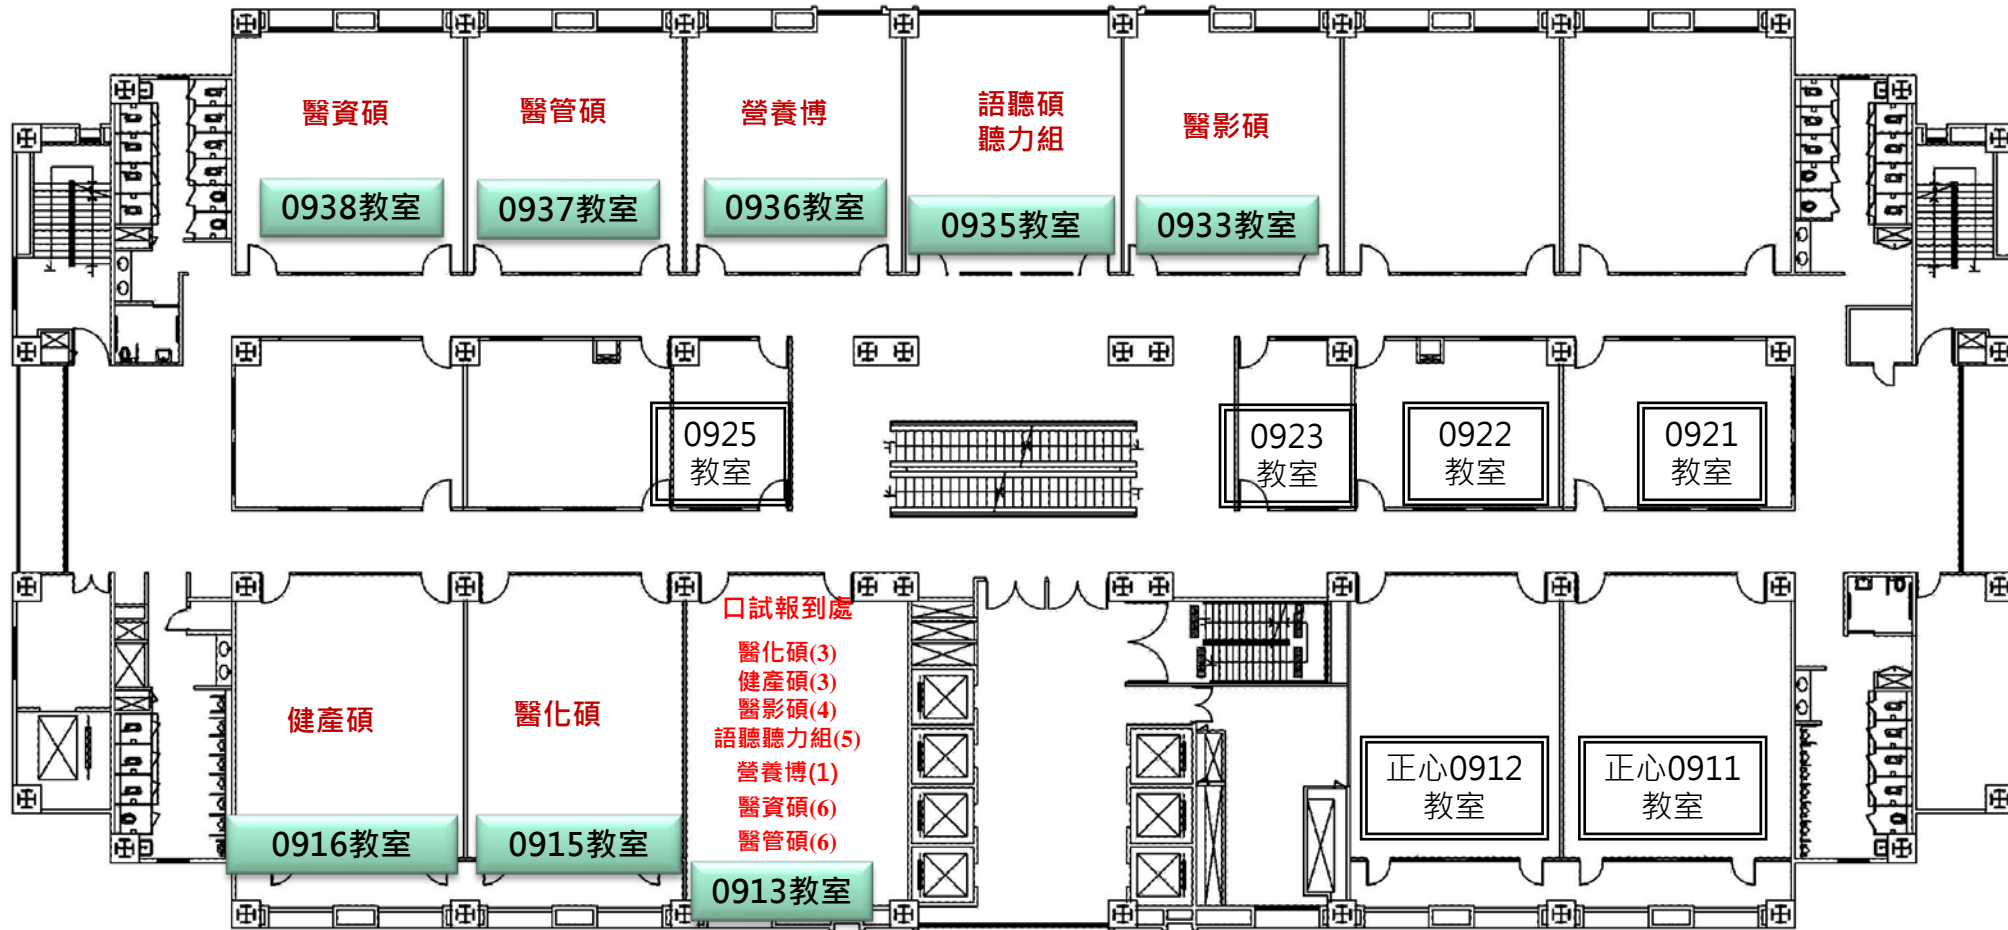 醫資碩
0938教室
醫管碩
0937教室
營養博
0936教室
語聽碩
聽力組
0935教室
醫影碩
0933教室
0925
教室
0923
教室
0922
教室
0921
教室
健產碩
0916教室
醫化碩
0915教室
口試報到處
醫化碩(3)
健產碩(3)
醫影碩(4)
語聽聽力組(5)
營養博(1)
醫資碩(6)
醫管碩(6)
0913教室
正心0912
教室
正心0911
教室